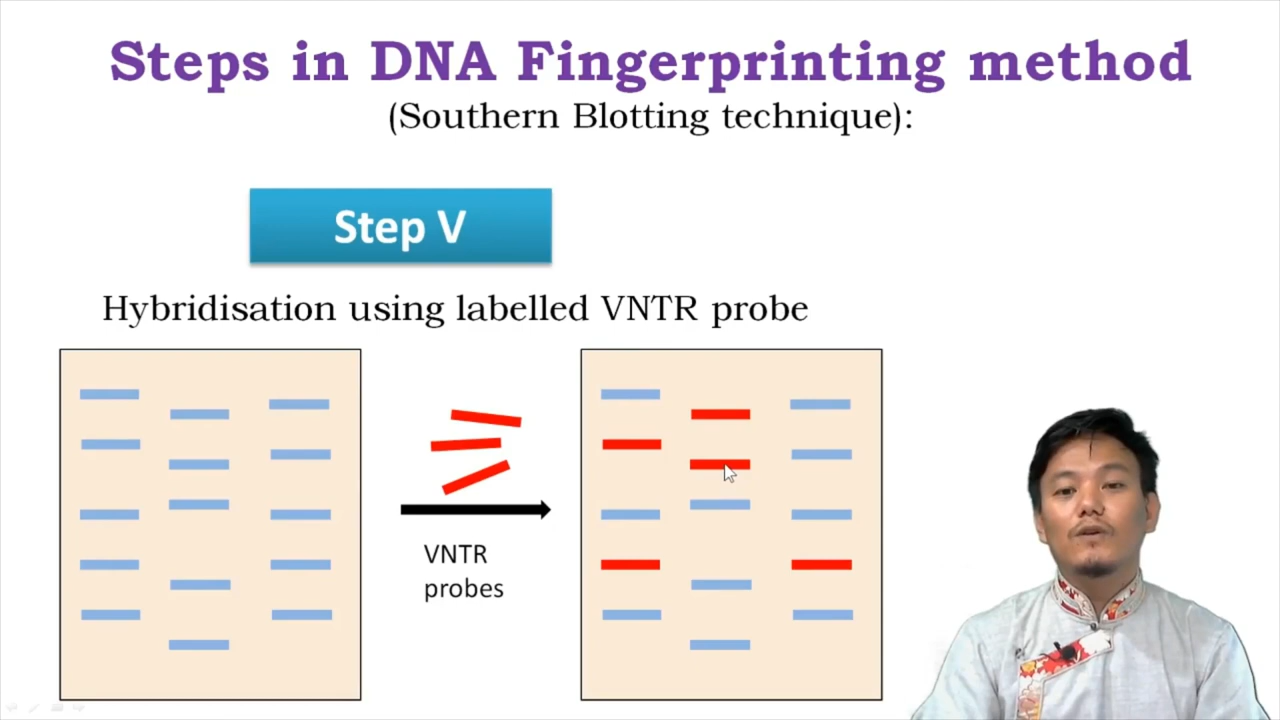 Steps in DNA Fingerprinting method
(Southern Blotting technique):
Step V
Hybridisation using labelled VNTR probe
VNTR
probes